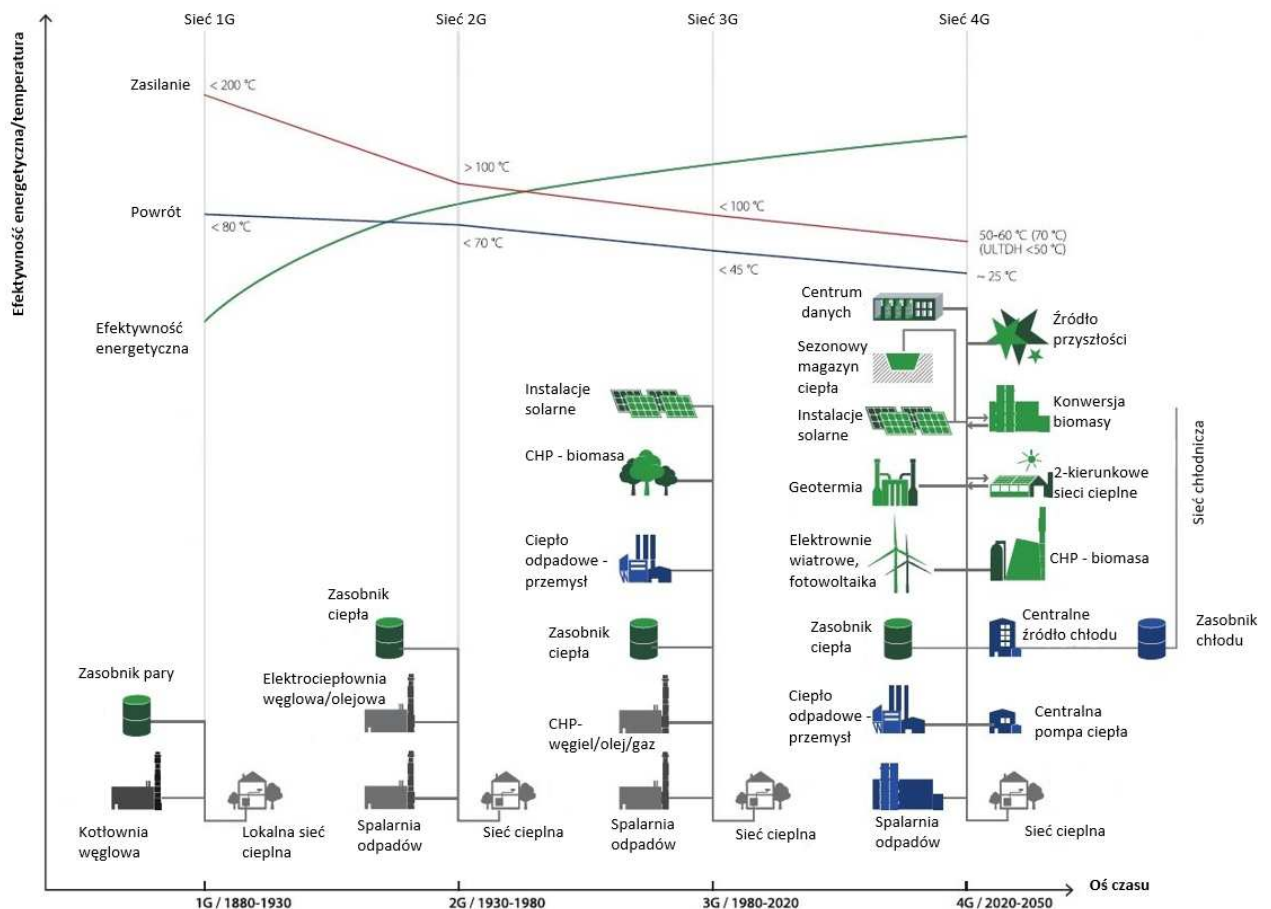 Sieć 1G
Sieć 2G
Sieć 3G
Sieć 4G
Efektywność energetyczna/temperatura
Zasilanie
< 200 °C
> 100 °C
< 100 °C
50-60 °C (70 °C)
(ULTDH <50 °C)
Powrót
< 80 °C
< 70 °C
< 45 °C
~ 25 °C
Efektywność
energetyczna
Zasobnik pary
Kotłownia
węglowa
Lokalna sieć
cieplna
Zasobnik
ciepła
Elektrociepłownia
węglowa/olejowa
Spalarnia
odpadów
Sieć cieplna
Instalacje
solarne
CHP - biomasa
Ciepło
odpadowe -
przemysł
Zasobnik
ciepła
CHP-
węgiel/olej/gaz
Spalarnia
odpadów
Sieć cieplna
Centrum
danych
Sezonowy
magazyn
ciepła
Instalacje
solarne
Geotermia
Elektrownie
wiatrowe,
fotowoltaika
Zasobnik
ciepła
Ciepło
odpadowe -
przemysł
Spalarnia
odpadów
Źródło
przyszłości
Konwersja
biomasy
2-kierunkowe
sieci cieplne
CHP - biomasa
Centralne
źródło chłodu
Centralna
pompa ciepła
Sieć cieplna
Sieć chłodnicza
Zasobnik
chłodu
Oś czasu
1G / 1880-1930
2G / 1930-1980
3G / 1980-2020
4G / 2020-2050